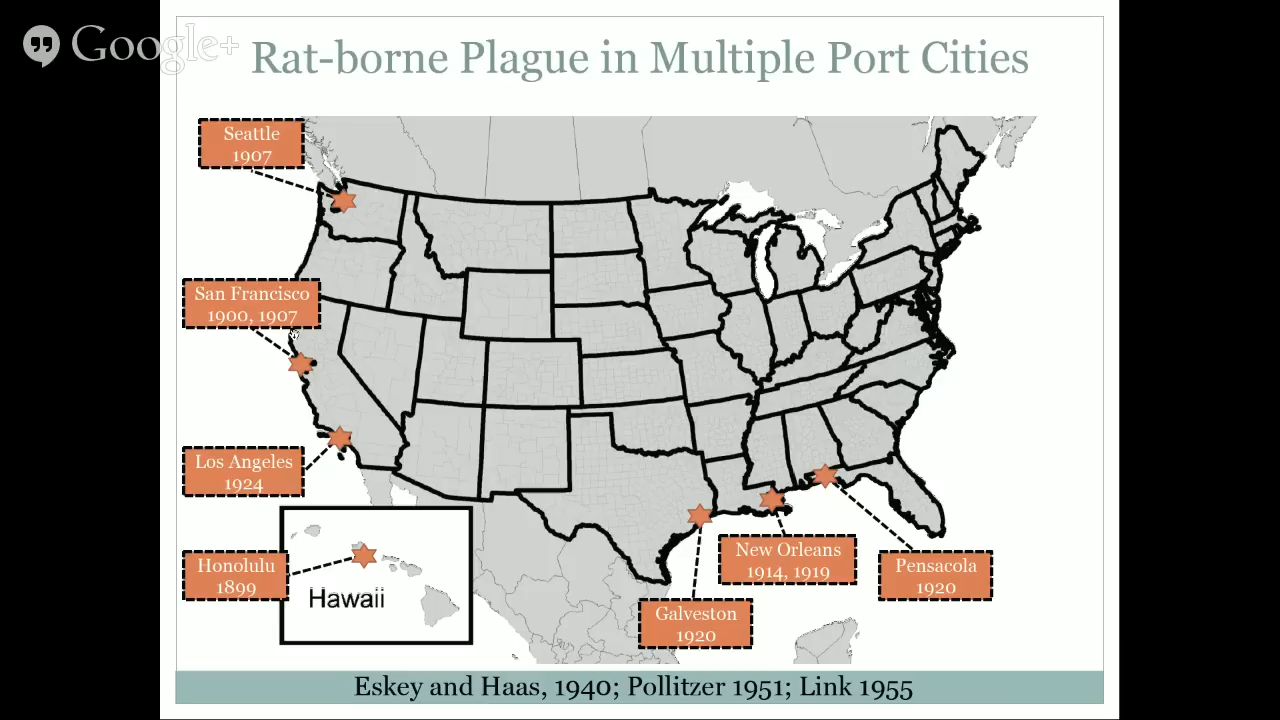 Google+
Rat-borne Plague in Multiple Port Cities
Seattle
1907
San Francisco
1900, 1907
Los Angeles
1924
Honolulu
1899
Hawaii
New Orleans
1914, 1919
Pensacola
1920
Galveston
1920
Eskey and Haas, 1940; Pollitzer 1951; Link 1955